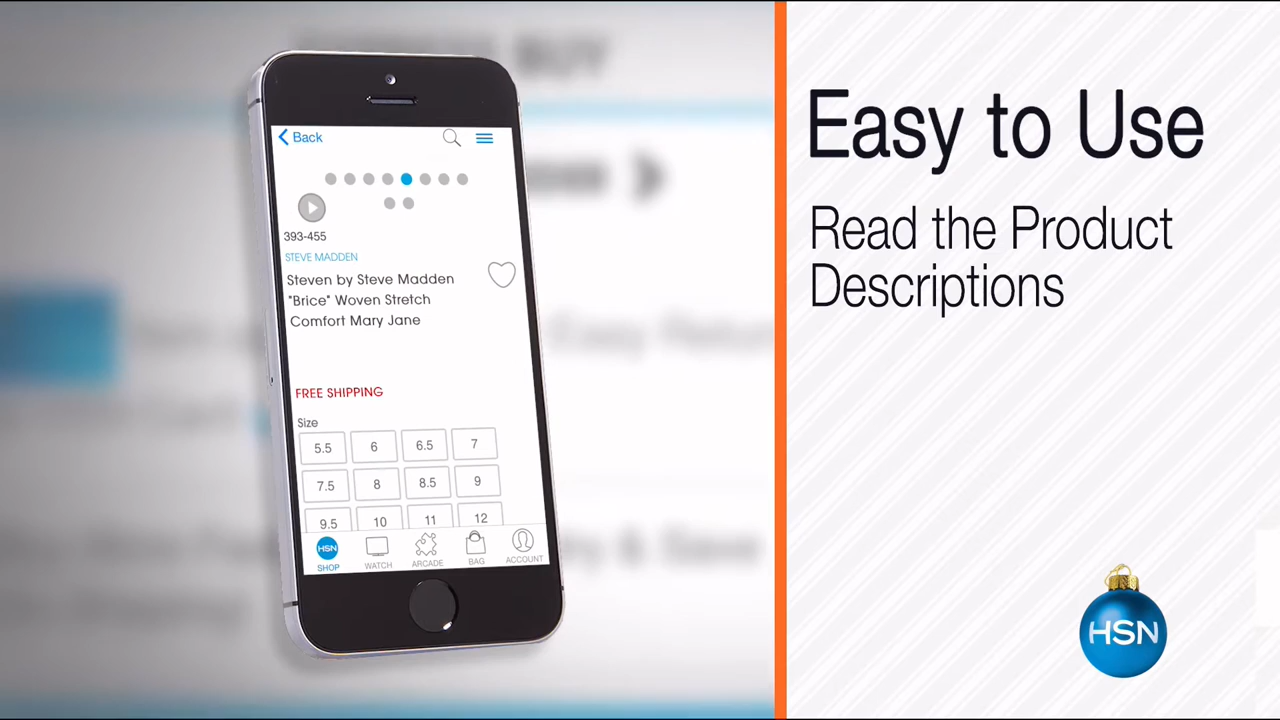 Back
393-455
STEVE MADDEN
Steven by Steve Madden
"Brice" Woven Stretch
Comfort Mary Jane
FREE SHIPPING
Size
5.5 6 6.5 7
7.5 8 8.5 9
9.5 10 11 12
HSN
SHOP WATCH ARCADE BAG ACCOUNT
BUY
Easy to Use
Read the Product
Descriptions
HSN